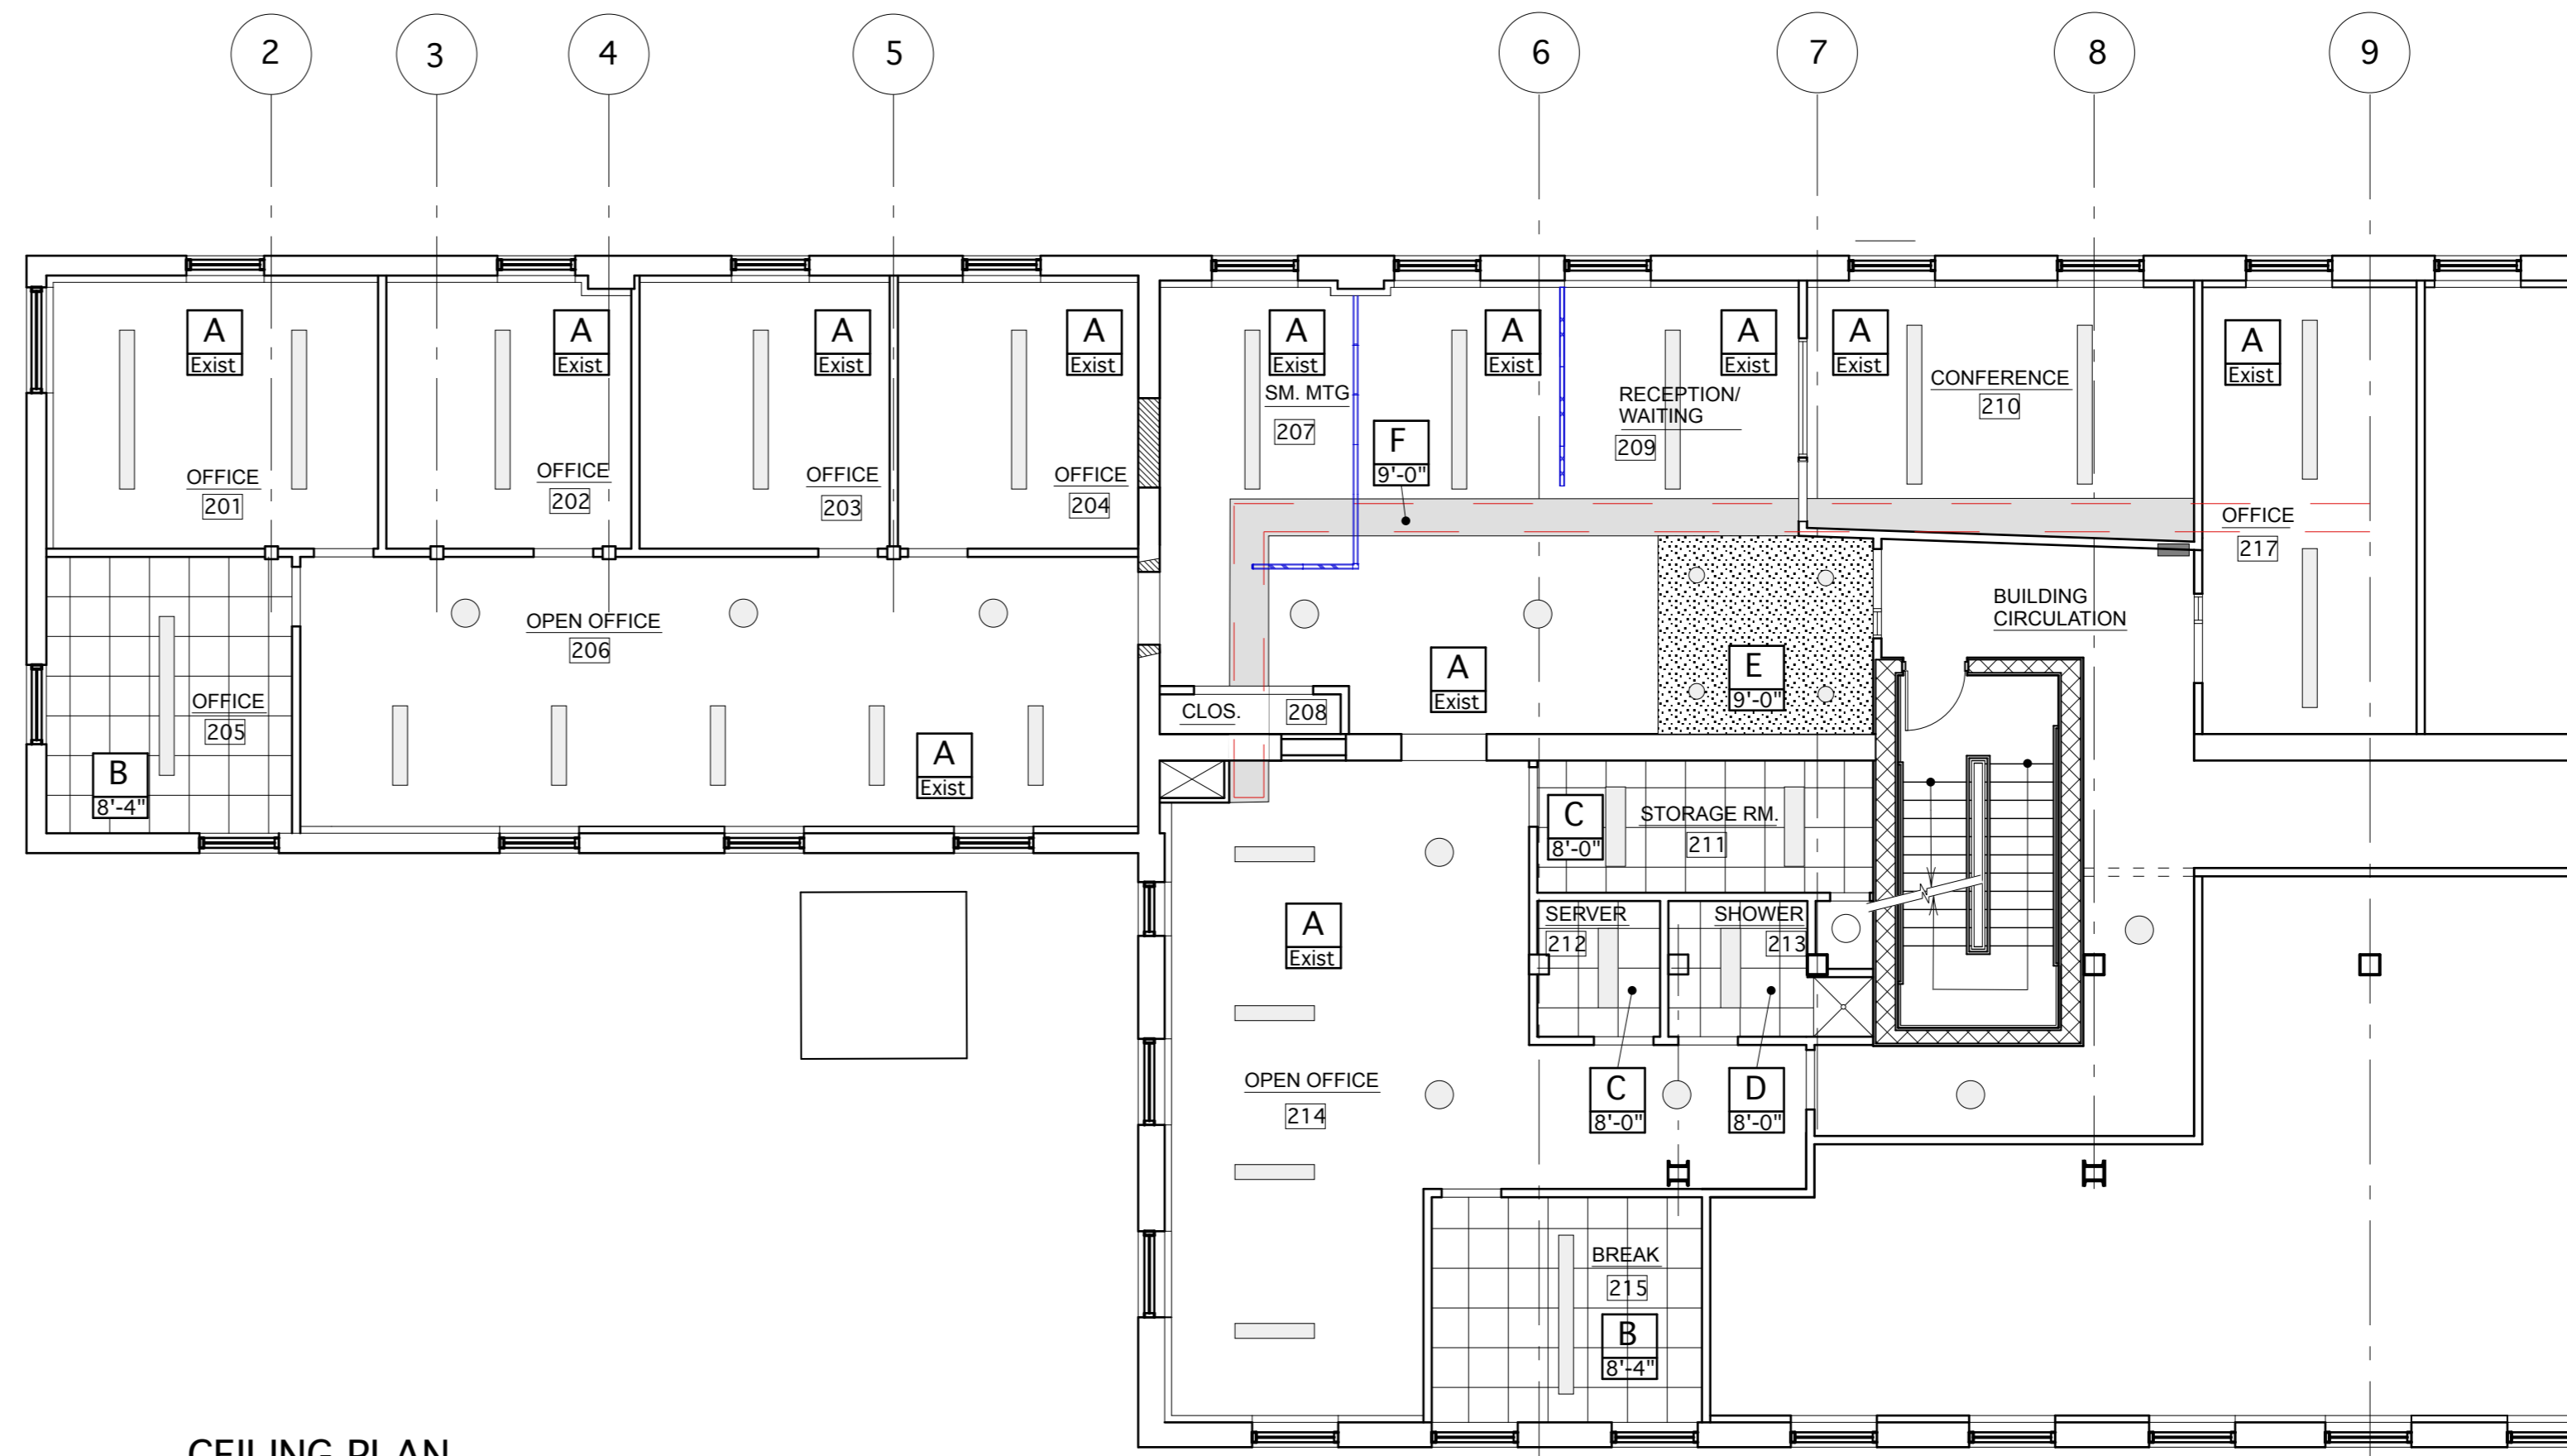 2
3
4
5
6
7
8
9
A
Exist
A
Exist
A
Exist
A
Exist
A
Exist
A
Exist
A
Exist
A
Exist
A
Exist
OFFICE
201
OFFICE
202
OFFICE
203
OFFICE
204
SM. MTG
207
F
9'-0"
RECEPTION/
WAITING
209
CONFERENCE
210
OFFICE
217
OPEN OFFICE
206
OFFICE
205
B
8'-4"
A
Exist
CLOS.
208
A
Exist
E
9'-0"
BUILDING
CIRCULATION
C
8'-0"
STORAGE RM.
211
A
Exist
SERVER
212
SHOWER
213
OPEN OFFICE
214
C
8'-0"
D
8'-0"
BREAK
215
B
8'-4"
CEILING PLAN